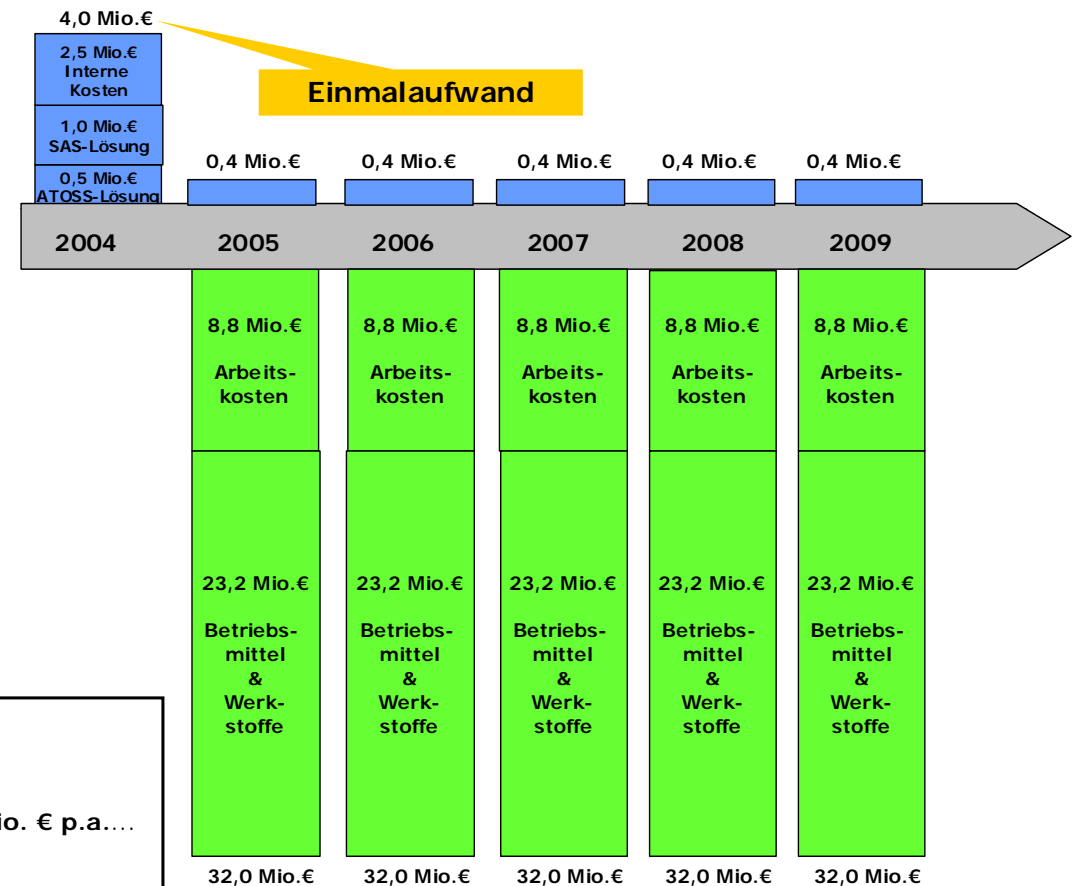 4,0 Mio.€
2,5 Mio.€
Interne
Kosten
1,0 Mio.€
SAS-Lösung
0,5 Mio.€
ATOSS-Lösung
Einmalaufwand
0,4 Mio.€
0,4 Mio.€
0,4 Mio.€
0,4 Mio.€
0,4 Mio.€
2004
2005
2006
2007
2008
2009
8,8 Mio.€
Arbeits-
kosten
8,8 Mio.€
Arbeits-
kosten
8,8 Mio.€
Arbeits-
kosten
8,8 Mio.€
Arbeits-
kosten
8,8 Mio.€
Arbeits-
kosten
23,2 Mio.€
Betriebs-
mittel
&
Werk-
stoffe
23,2 Mio.€
Betriebs-
mittel
&
Werk-
stoffe
23,2 Mio.€
Betriebs-
mittel
&
Werk-
stoffe
23,2 Mio.€
Betriebs-
mittel
&
Werk-
stoffe
23,2 Mio.€
Betriebs-
mittel
&
Werk-
stoffe
€ p.a....
32,0 Mio.€
32,0 Mio.€
32,0 Mio.€
32,0 Mio.€
32,0 Mio.€